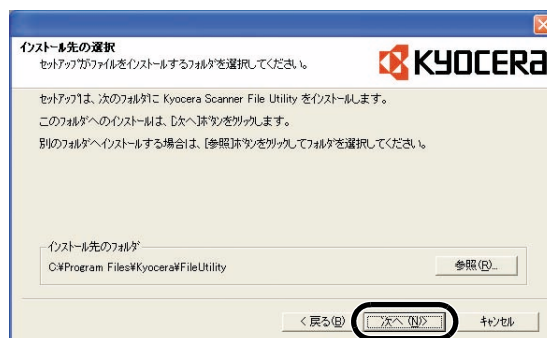 インストール先の選択
セットアップがファイルをインストールするフォルダを選択してください。
KYOCERA
セットアップは、次のフォルダに Kyocera Scanner File Utility をインストールします。
このフォルダへのインストールは、[次へ]ボタンをクリックします。
別のフォルダへインストールする場合は、[参照]ボタンをクリックしてフォルダを選択してください。
インストール先のフォルダ
C:¥Program Files¥Kyocera¥FileUtility
参照(R)...
< 戻る(B)
次へ (N)>
キャンセル